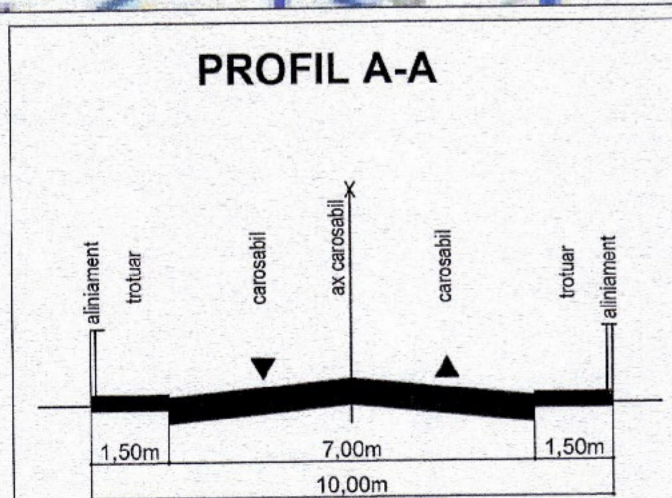 PROFIL A-A
aliniament
trotuar
carosabil
ax carosabil
carosabil
trotuar
aliniament
1,50m
7,00m
1,50m
10,00m